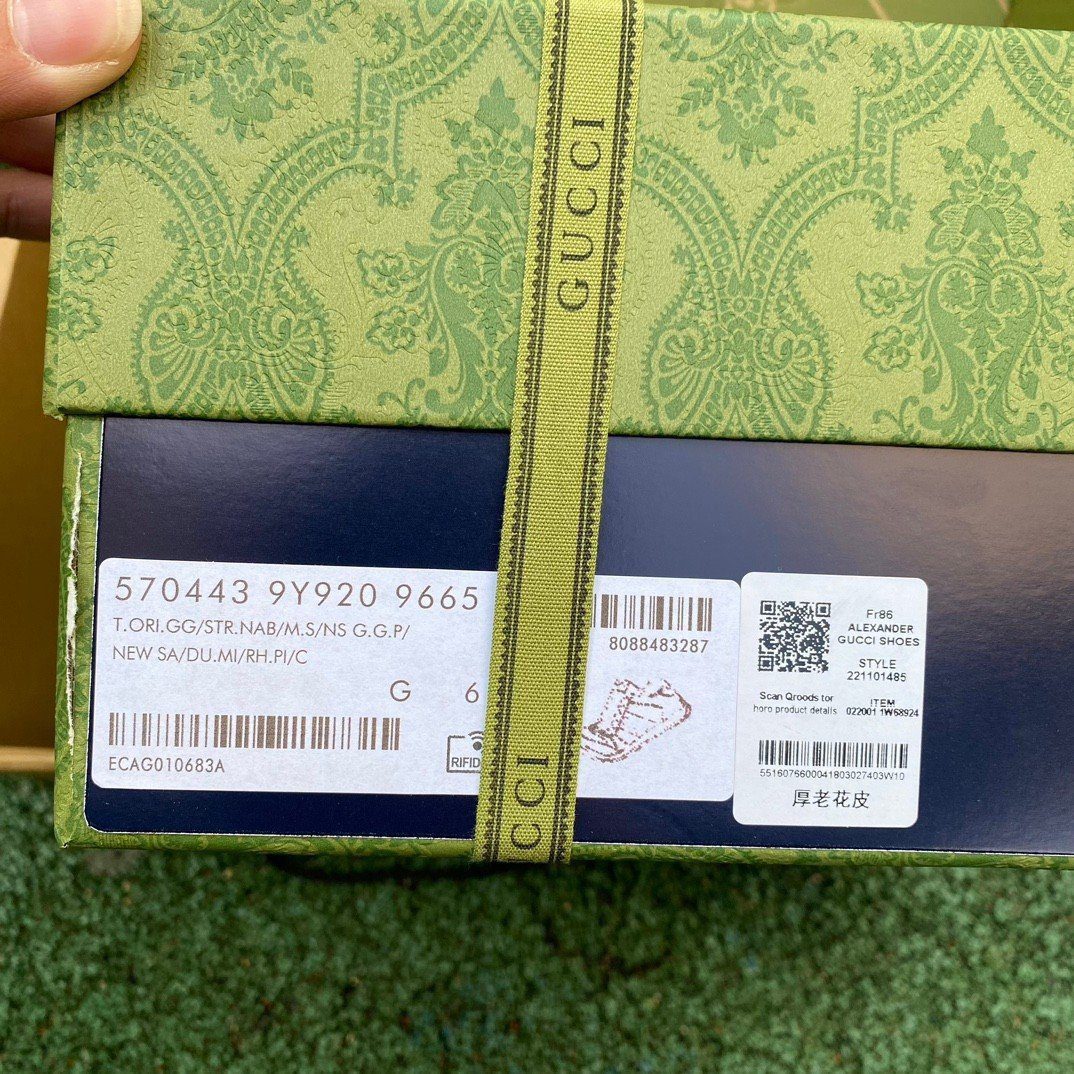 GUCCI
570443 9Y920 9665
T.ORI.GG/STR.NAB/M.S/NS G.G.P/
NEW SA/DU.MI/RH.PI/C
G 6
ECAG010683A
RIFID
8088483287
CCI
Fr86
ALEXANDER
GUCCI SHOES
STYLE
221101485
Scan Qroods tor
horo product details
ITEM
022001 1W68924
5516076600041803027403W10
厚老花皮